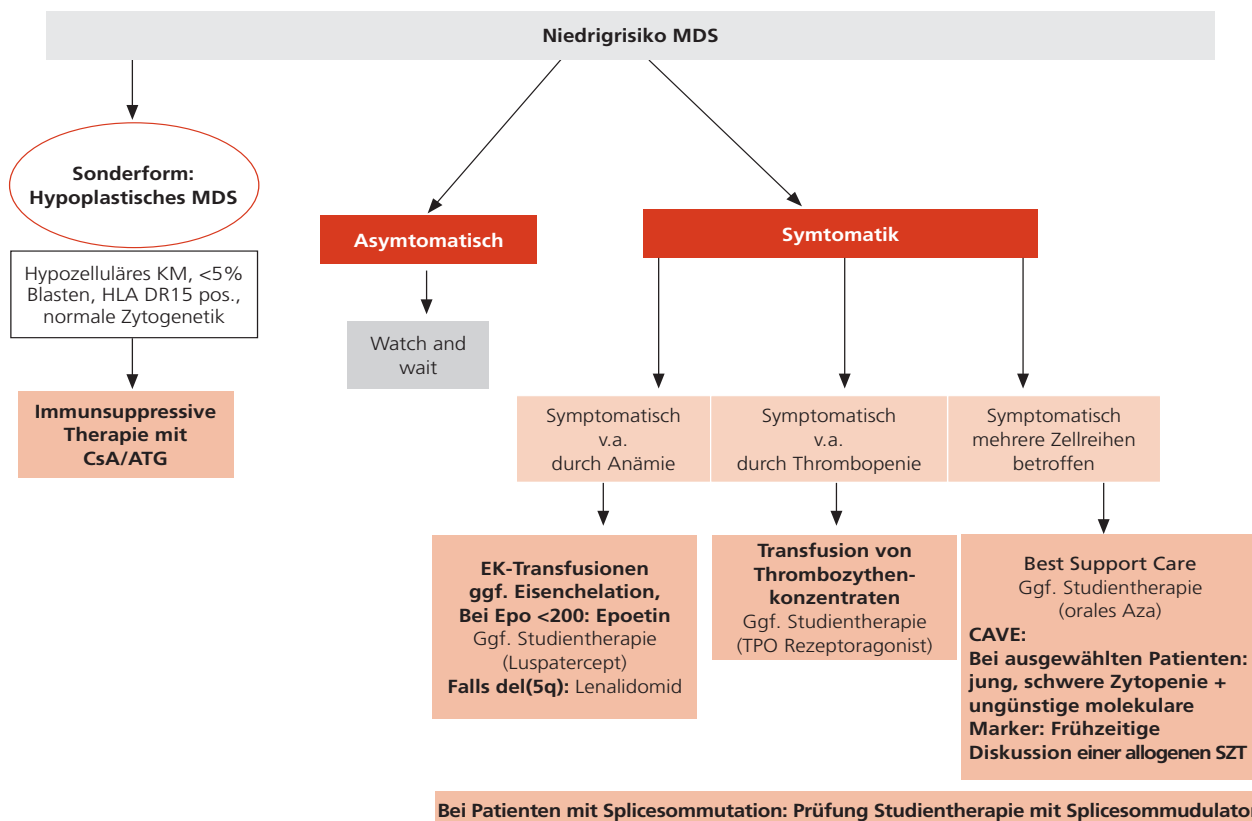 Niedrigrisiko MDS
Sonderform:
Hypoplastisches MDS
Hypozelluläres KM, <5%
Blasten, HLA DR15 pos.,
normale Zytogenetik
Immunsuppressive
Therapie mit
CsA/ATG
Asymtomatisch
Watch and
wait
Symtomatik
Symptomatisch
v.a.
durch Anämie
Symptomatisch
v.a.
durch Thrombopenie
Symptomatisch
mehrere Zellreihen
betroffen
EK-Transfusionen
ggf. Eisenchelation,
Bei Epo <200: Epoetin
Ggf. Studientherapie
(Luspatercept)
Falls del(5q): Lenalidomid
Transfusion von
Thrombozythen-
konzentraten
Ggf. Studientherapie
(TPO Rezeptoragonist)
Best Support Care
Ggf. Studientherapie
(orales Aza)
CAVE:
Bei ausgewählten Patienten:
jung, schwere Zytopenie +
ungünstige molekulare
Marker: Frühzeitige
Diskussion einer allogenen SZT
Bei Patienten mit Splicesommutation: Prüfung Studientherapie mit Splicesommudulator